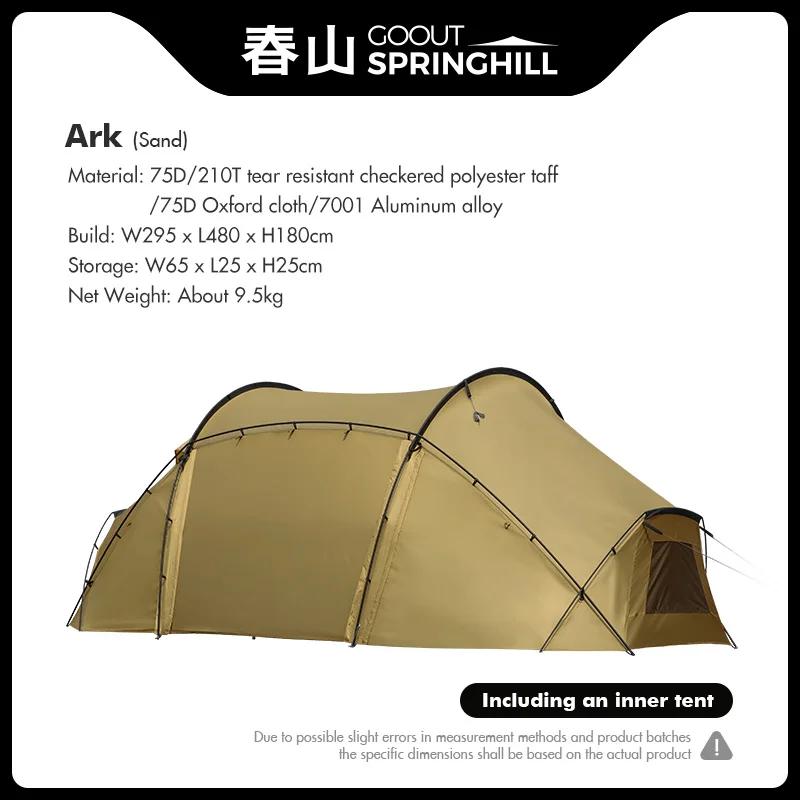 春山 GOOUT
SPRINGHILL
Ark (Sand)
Material: 75D/210T tear resistant checkered polyester taff
/75D Oxford cloth/7001 Aluminum alloy
Build: W295 x L480 x H180cm
Storage: W65 x L25 x H25cm
Net Weight: About 9.5kg
Including an inner tent
Due to possible slight errors in measurement methods and product batches
the specific dimensions shall be based on the actual product